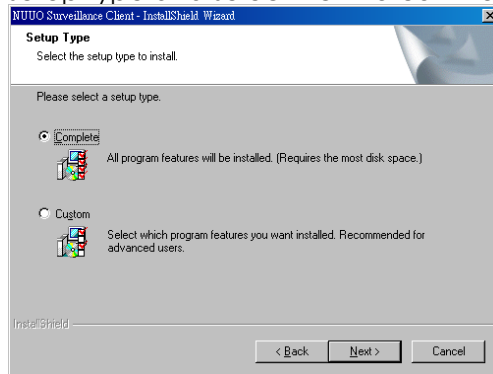 NUUO Surveillance Client - InstallShield Wizard
Setup Type
Select the setup type to install.
Please select a setup type.
Complete
All program features will be installed. (Requires the most disk space.)
Custom
Select which program features you want installed. Recommended for
advanced users.
InstallShield
< Back
Next >
Cancel